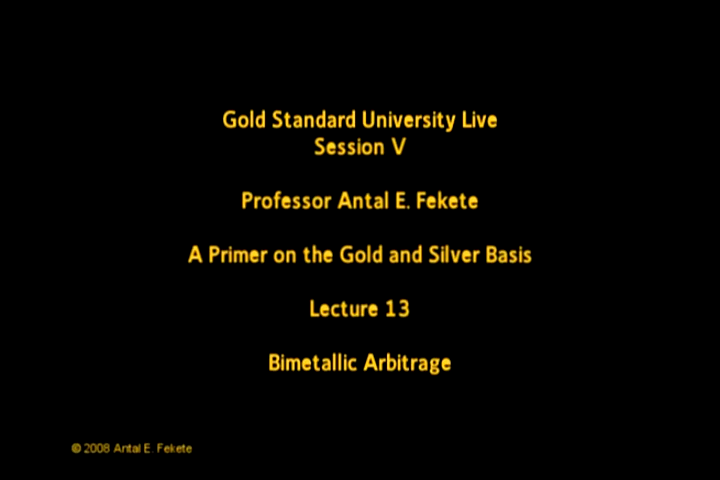 Gold Standard University Live
Session V
Professor Antal E. Fekete
A Primer on the Gold and Silver Basis
Lecture 13
Bimetallic Arbitrage
© 2008 Antal E. Fekete